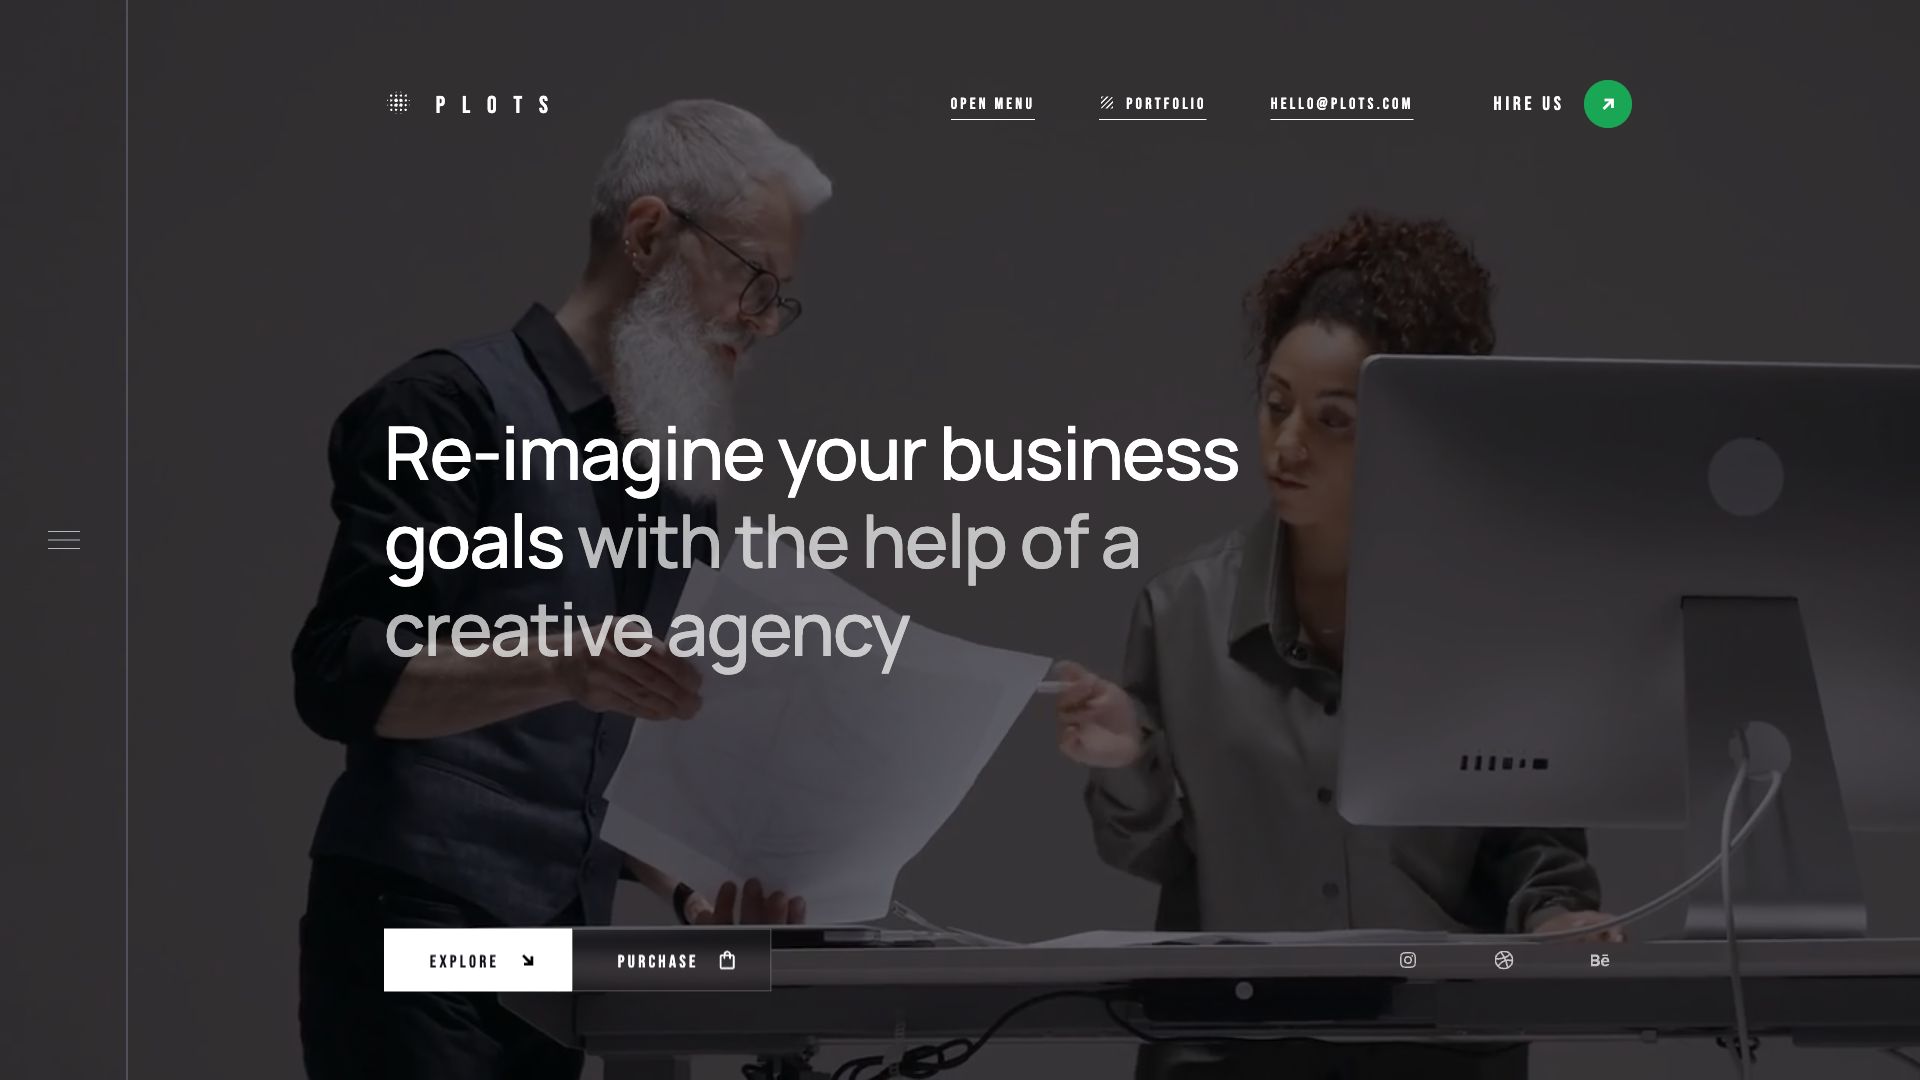 PLOTS
OPEN MENU
PORTFOLIO
HELLO@PLOTS.COM
HIRE US
Re-imagine your business
goals with the help of a
creative agency
EXPLORE
PURCHASE
Bē